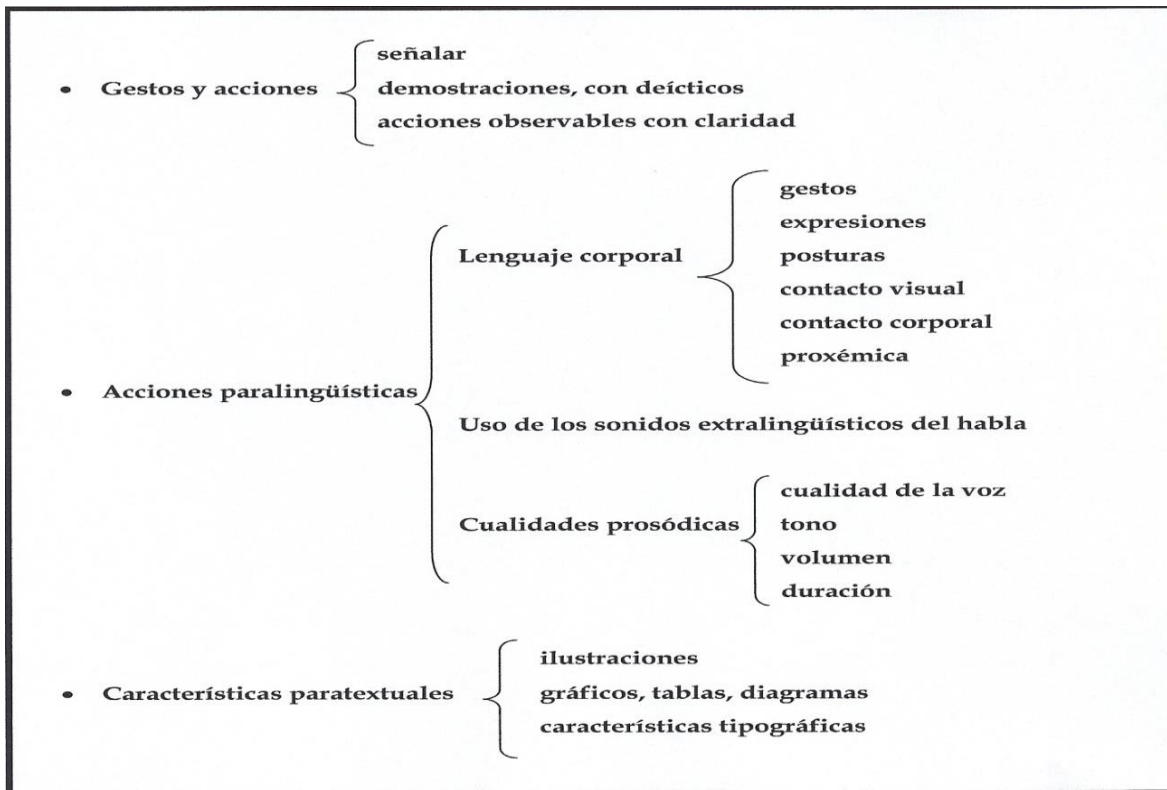 señalar
• Gestos y acciones
demostraciones, con deícticos
acciones observables con claridad
gestos
expresiones
Lenguaje corporal
posturas
contacto visual
contacto corporal
proxémica
• Acciones paralingüísticas
Uso de los sonidos extralingüísticos del habla
cualidad de la voz
Cualidades prosódicas
tono
volumen
duración
ilustraciones
• Características paratextuales
gráficos, tablas, diagramas
características tipográficas